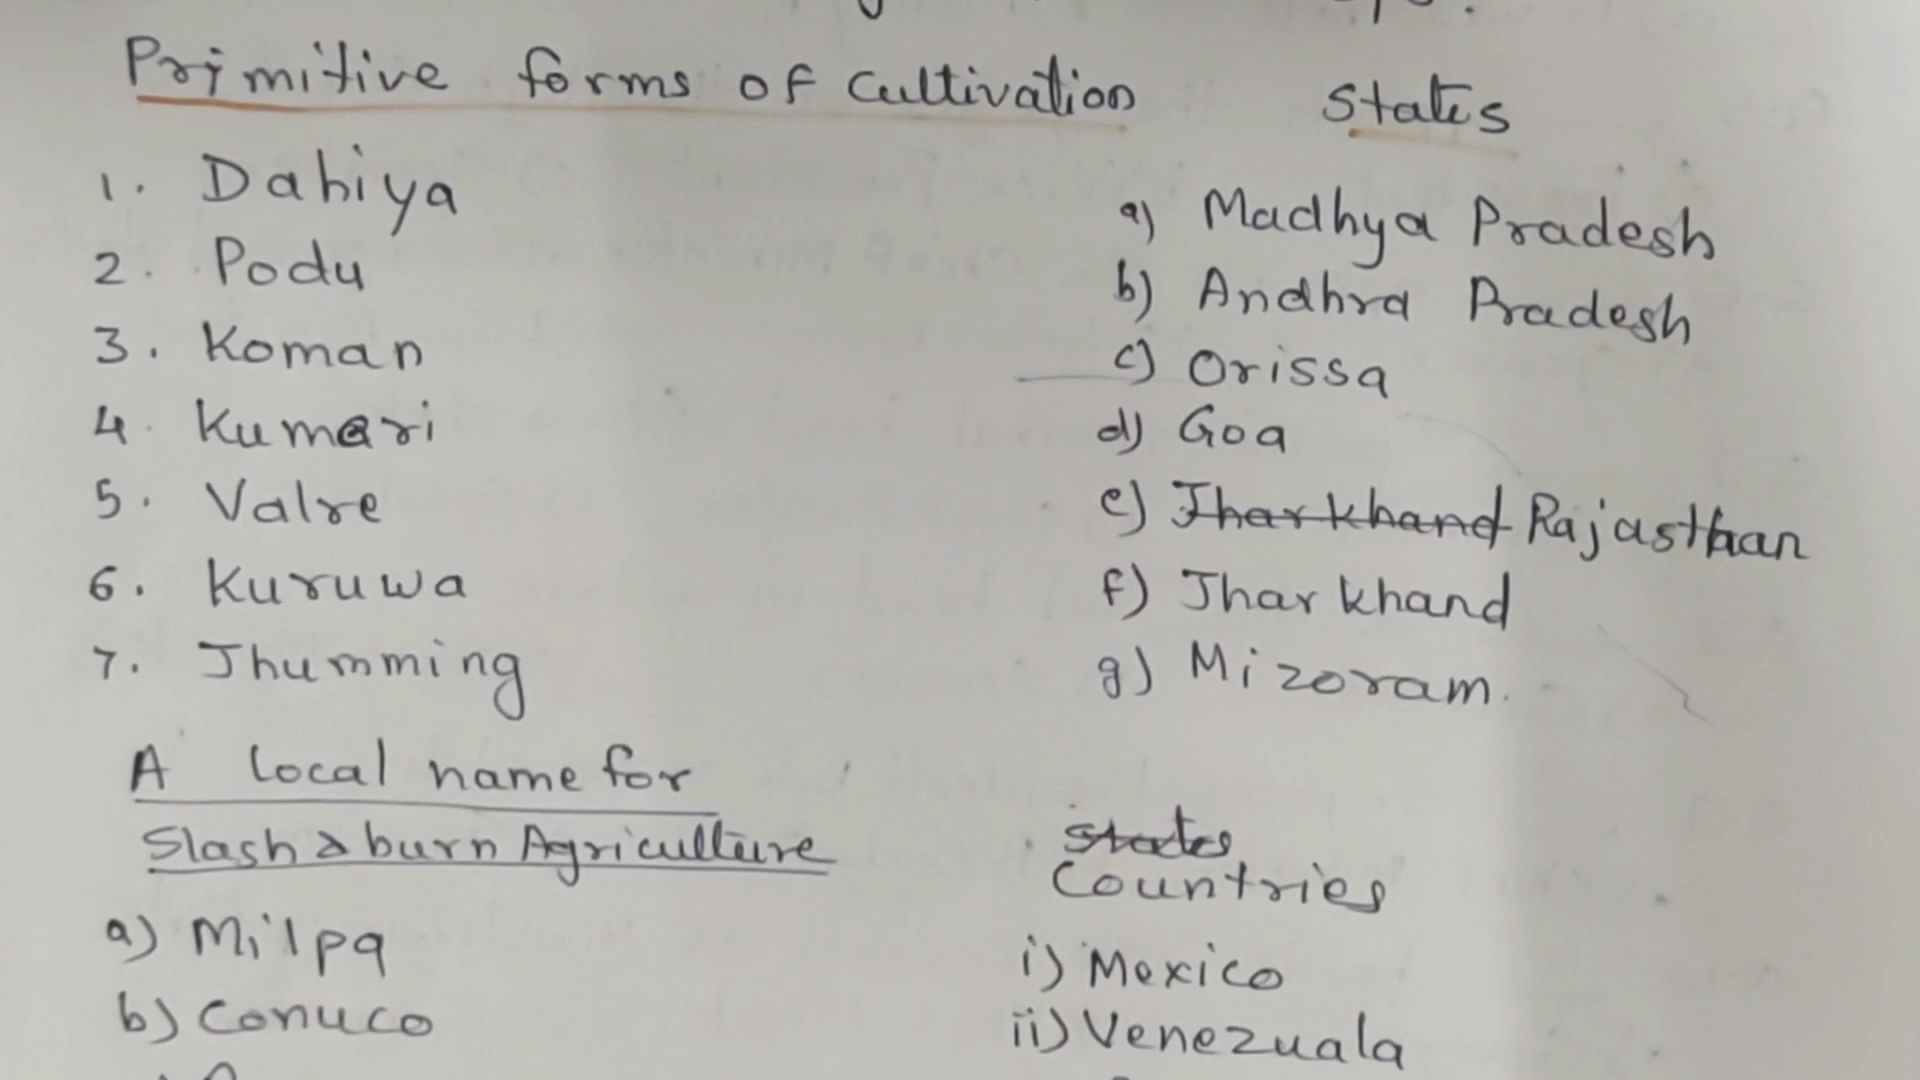 Primitive forms of Cultivation States
1. Dahiya a) Madhya Pradesh
2. Podu b) Andhra Pradesh
3. Koman c) Orissa
4. Kumari d) Goa
5. Valre e) Jharkhand Rajasthan
6. Kuruwa f) Jharkhand
7. Jhumming g) Mizoram.
A local name for
Slash & burn Agriculture States
Countries
a) Milpa i) Mexico
b) Conuco ii) Venezuala